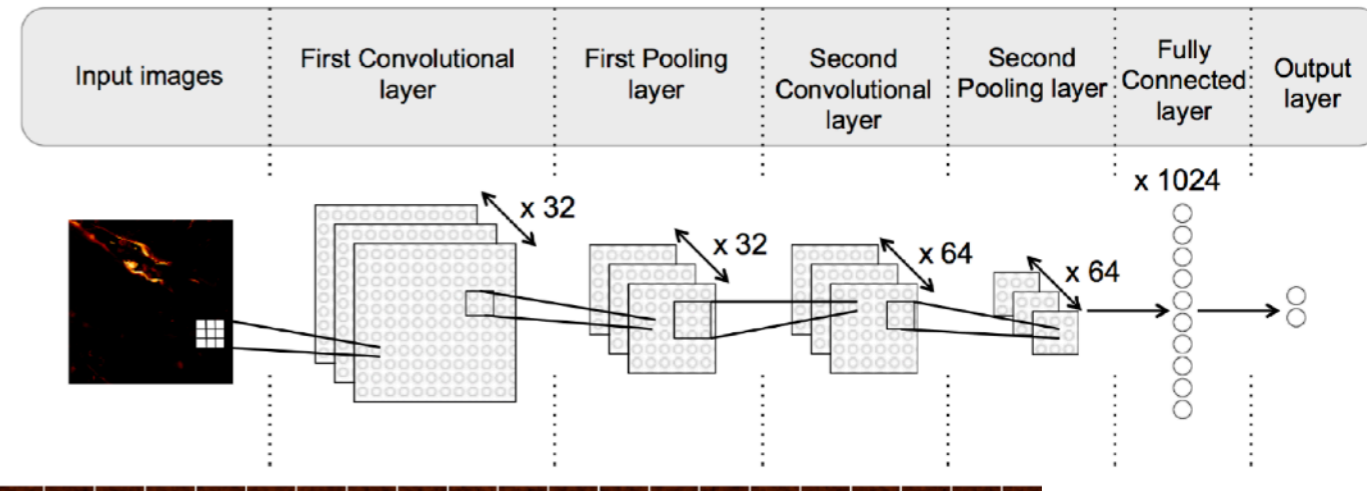 Input images
First Convolutional
layer
First Pooling
layer
Second
Convolutional
layer
Second
Pooling layer
Fully
Connected
layer
Output
layer
x 32
x 32
x 64
x 64
x 1024